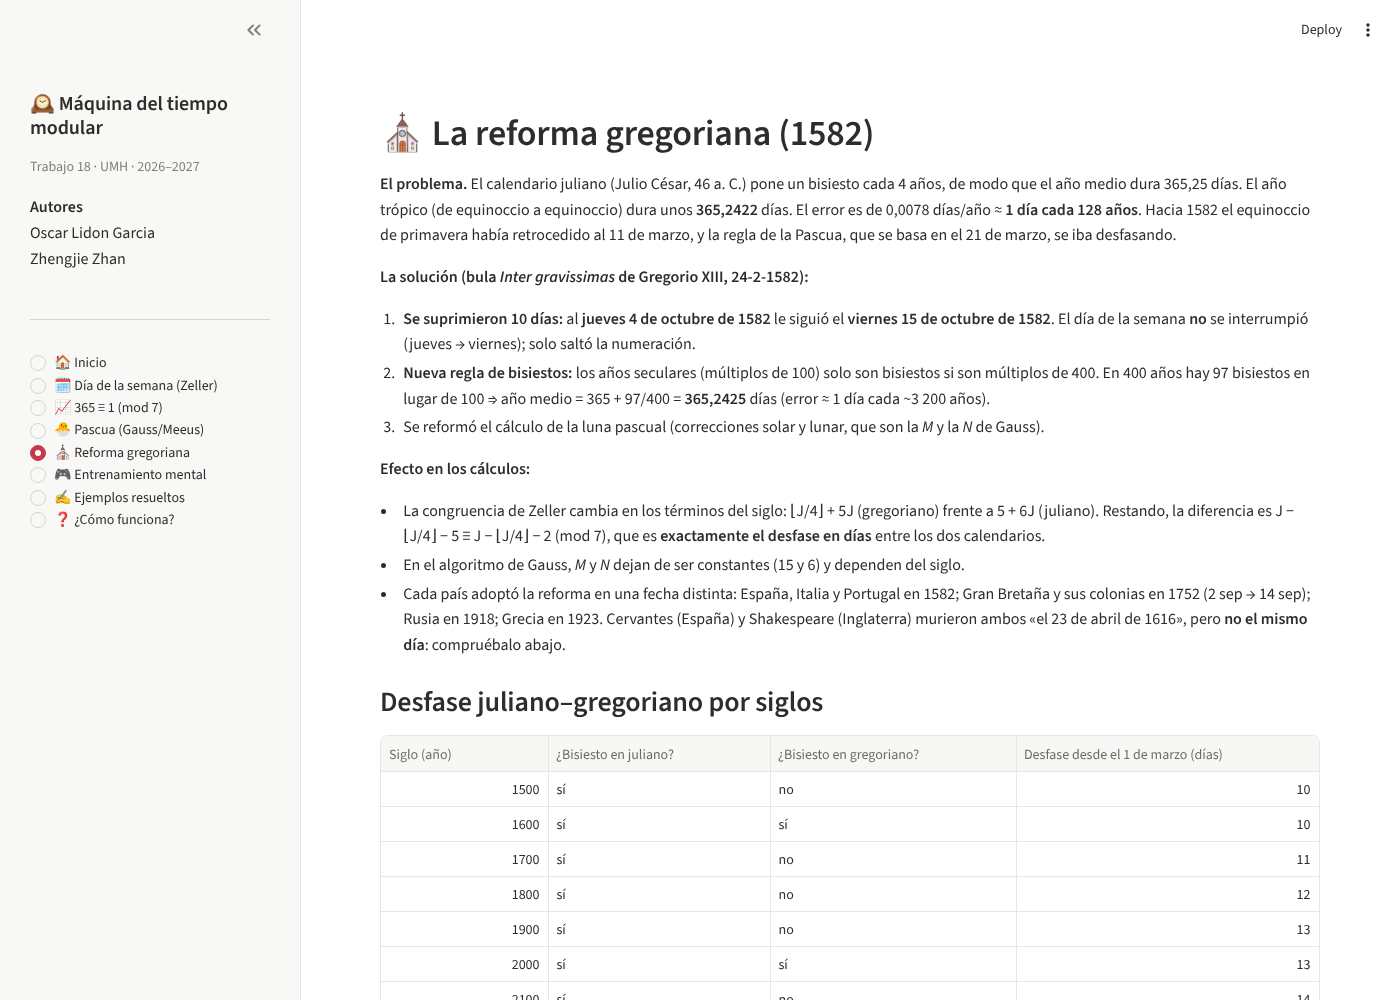 Deploy
🕰️ Máquina del tiempo
modular
Trabajo 18 · UMH · 2026–2027
Autores
Oscar Lidon Garcia
Zhengjie Zhan
🏠 Inicio
🗓️ Día de la semana (Zeller)
📈 365 ≡ 1 (mod 7)
🐣 Pascua (Gauss/Meeus)
⛪ Reforma gregoriana
🎮 Entrenamiento mental
✍️ Ejemplos resueltos
❓ ¿Cómo funciona?
⛪ La reforma gregoriana (1582)
El problema. El calendario juliano (Julio César, 46 a. C.) pone un bisiesto cada 4 años, de modo que el año medio dura 365,25 días. El año
trópico (de equinoccio a equinoccio) dura unos 365,2422 días. El error es de 0,0078 días/año ≈ 1 día cada 128 años. Hacia 1582 el equinoccio
de primavera había retrocedido al 11 de marzo, y la regla de la Pascua, que se basa en el 21 de marzo, se iba desfasando.
La solución (bula Inter gravissimas de Gregorio XIII, 24-2-1582):
1. Se suprimieron 10 días: al jueves 4 de octubre de 1582 le siguió el viernes 15 de octubre de 1582. El día de la semana no se interrumpió
(jueves → viernes); solo saltó la numeración.
2. Nueva regla de bisiestos: los años seculares (múltiplos de 100) solo son bisiestos si son múltiplos de 400. En 400 años hay 97 bisiestos en
lugar de 100 ⇒ año medio = 365 + 97/400 = 365,2425 días (error ≈ 1 día cada ~3 200 años).
3. Se reformó el cálculo de la luna pascual (correcciones solar y lunar, que son la M y la N de Gauss).
Efecto en los cálculos:
• La congruencia de Zeller cambia en los términos del siglo: ⌊J/4⌋ + 5J (gregoriano) frente a 5 + 6J (juliano). Restando, la diferencia es J −
⌊J/4⌋ − 5 ≡ J − ⌊J/4⌋ − 2 (mod 7), que es exactamente el desfase en días entre los dos calendarios.
• En el algoritmo de Gauss, M y N dejan de ser constantes (15 y 6) y dependen del siglo.
• Cada país adoptó la reforma en una fecha distinta: España, Italia y Portugal en 1582; Gran Bretaña y sus colonias en 1752 (2 sep → 14 sep);
Rusia en 1918; Grecia en 1923. Cervantes (España) y Shakespeare (Inglaterra) murieron ambos «el 23 de abril de 1616», pero no el mismo
día: compruébalo abajo.
Desfase juliano–gregoriano por siglos
Siglo (año) ¿Bisiesto en juliano? ¿Bisiesto en gregoriano? Desfase desde el 1 de marzo (días)
1500 sí no 10
1600 sí sí 10
1700 sí no 11
1800 sí no 12
1900 sí no 13
2000 sí sí 13
2100 sí no 14